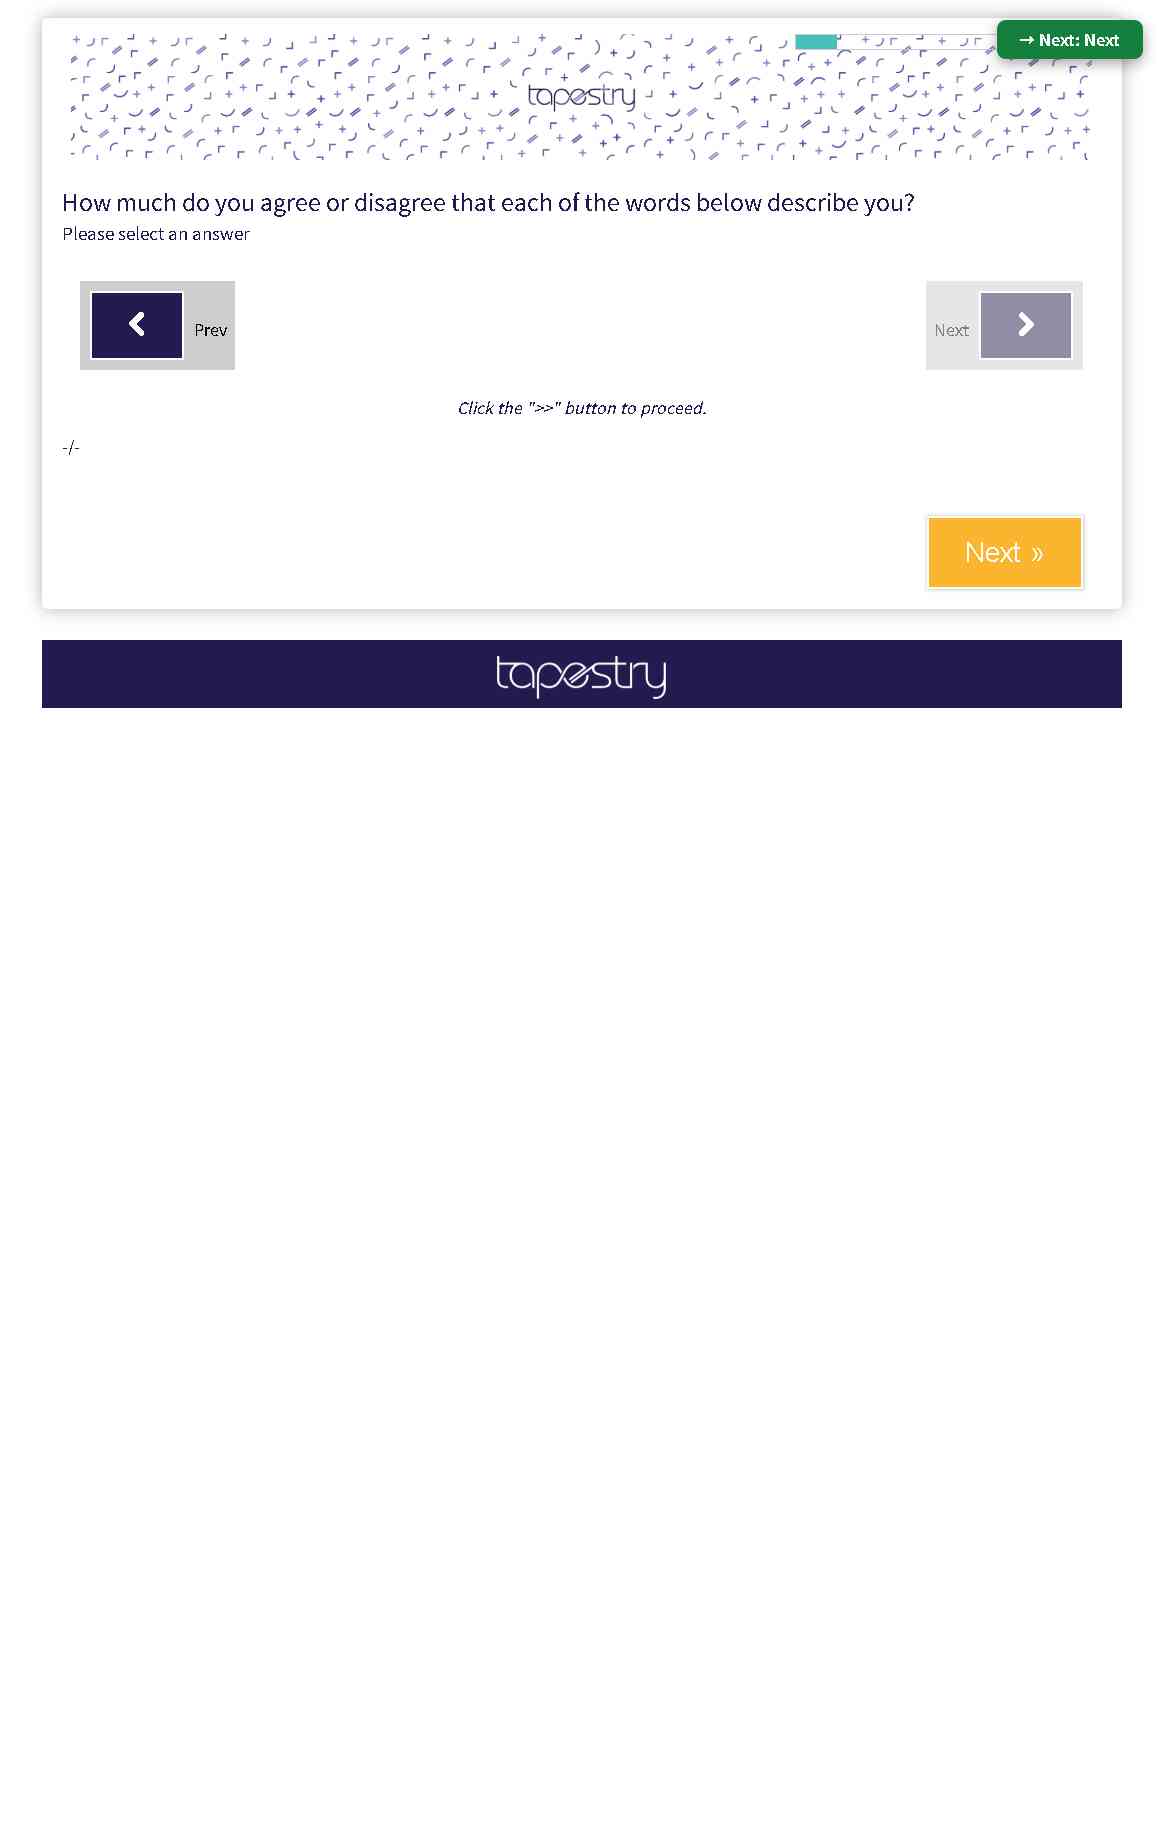 → Next: Next
tapestry
How much do you agree or disagree that each of the words below describe you?
Please select an answer
Prev
Next
Click the ">>" button to proceed.
-/-
Next »
tapestry